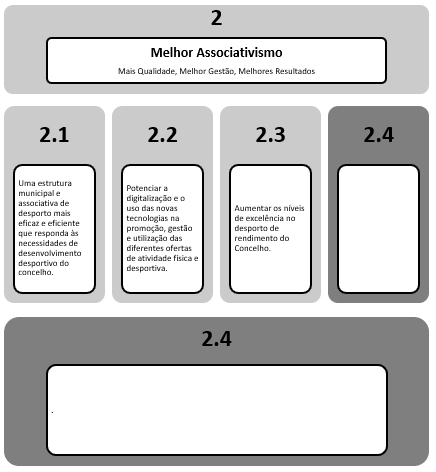 2
Melhor Associativismo
Mais Qualidade, Melhor Gestão, Melhores Resultados
2.1
Uma estrutura
municipal e
associativa de
desporto mais
eficaz e eficiente
que responda às
necessidades de
desenvolvimento
desportivo do
concelho.
2.2
Potenciar a
digitalização e o
uso das novas
tecnologias na
promoção, gestão
e utilização das
diferentes ofertas
de atividade física e
desportiva.
2.3
Aumentar os níveis
de excelência no
desporto de
rendimento do
Concelho.
2.4
2.4
.